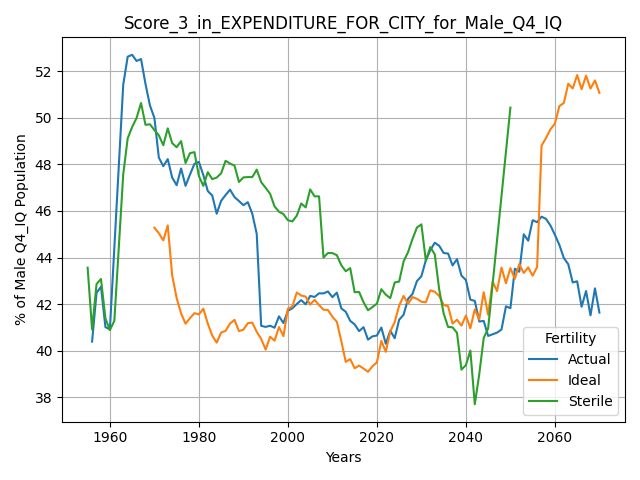 Score_3_in_EXPENDITURE_FOR_CITY_for_Male_Q4_IQ
% of Male Q4_IQ Population
52
50
48
46
44
42
40
38
1960
1980
2000
2020
2040
2060
Years
Fertility
Actual
Ideal
Sterile